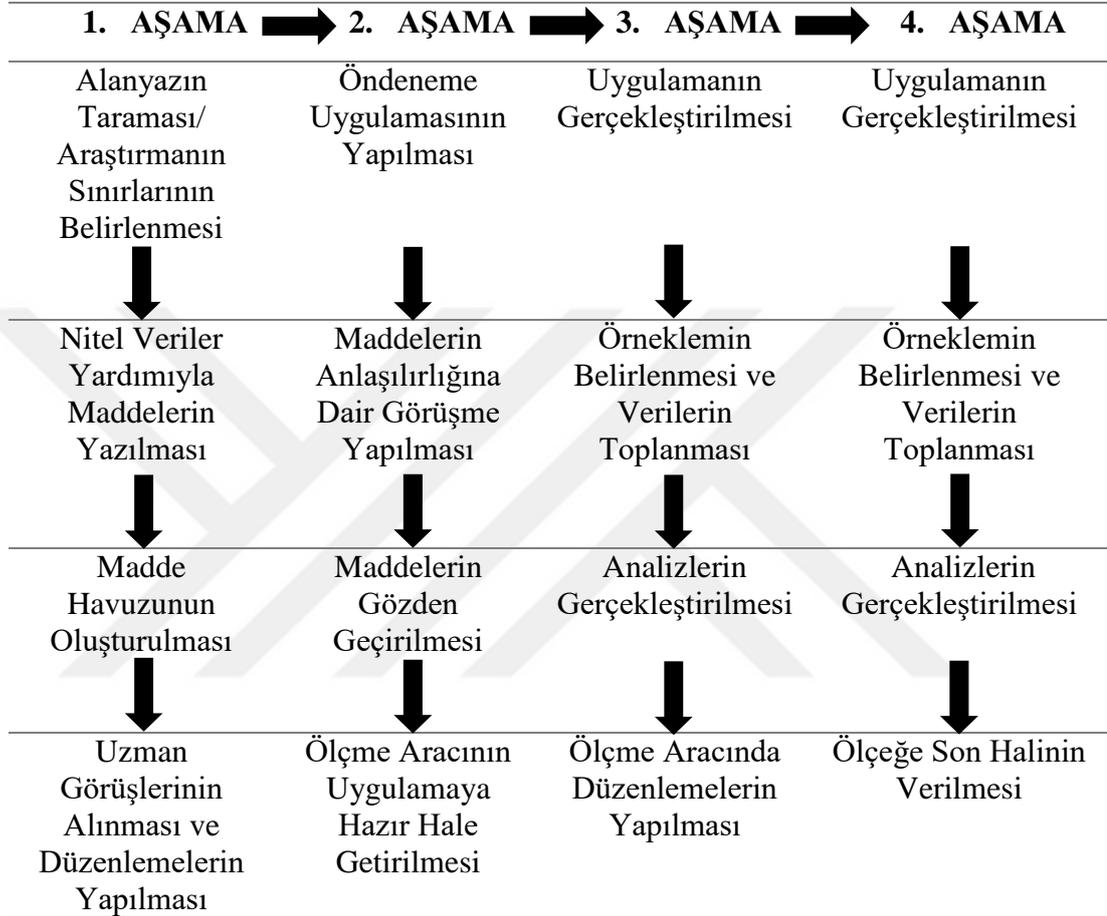 1. AŞAMA 2. AŞAMA 3. AŞAMA 4. AŞAMA
Alanyazın
Taraması/
Araştırmanın
Sınırlarının
Belirlenmesi
Öndeneme
Uygulamasının
Yapılması
Uygulamanın
Gerçekleştirilmesi
Uygulamanın
Gerçekleştirilmesi
Nitel Veriler
Yardımıyla
Maddelerin
Yazılması
Maddelerin
Anlaşılırlığına
Dair Görüşme
Yapılması
Örneklemin
Belirlenmesi ve
Verilerin
Toplanması
Örneklemin
Belirlenmesi ve
Verilerin
Toplanması
Madde
Havuzunun
Oluşturulması
Maddelerin
Gözden
Geçirilmesi
Analizlerin
Gerçekleştirilmesi
Analizlerin
Gerçekleştirilmesi
Uzman
Görüşlerinin
Alınması ve
Düzenlemelerin
Yapılması
Ölçme Aracının
Uygulamaya
Hazır Hale
Getirilmesi
Ölçme Aracında
Düzenlemelerin
Yapılması
Ölçeğe Son Halinin
Verilmesi